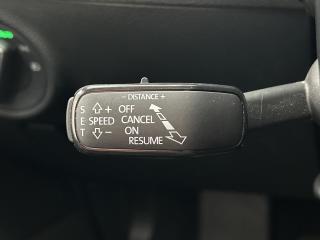 − DISTANCE +
S + OFF
E SPEED CANCEL
T − ON
RESUME